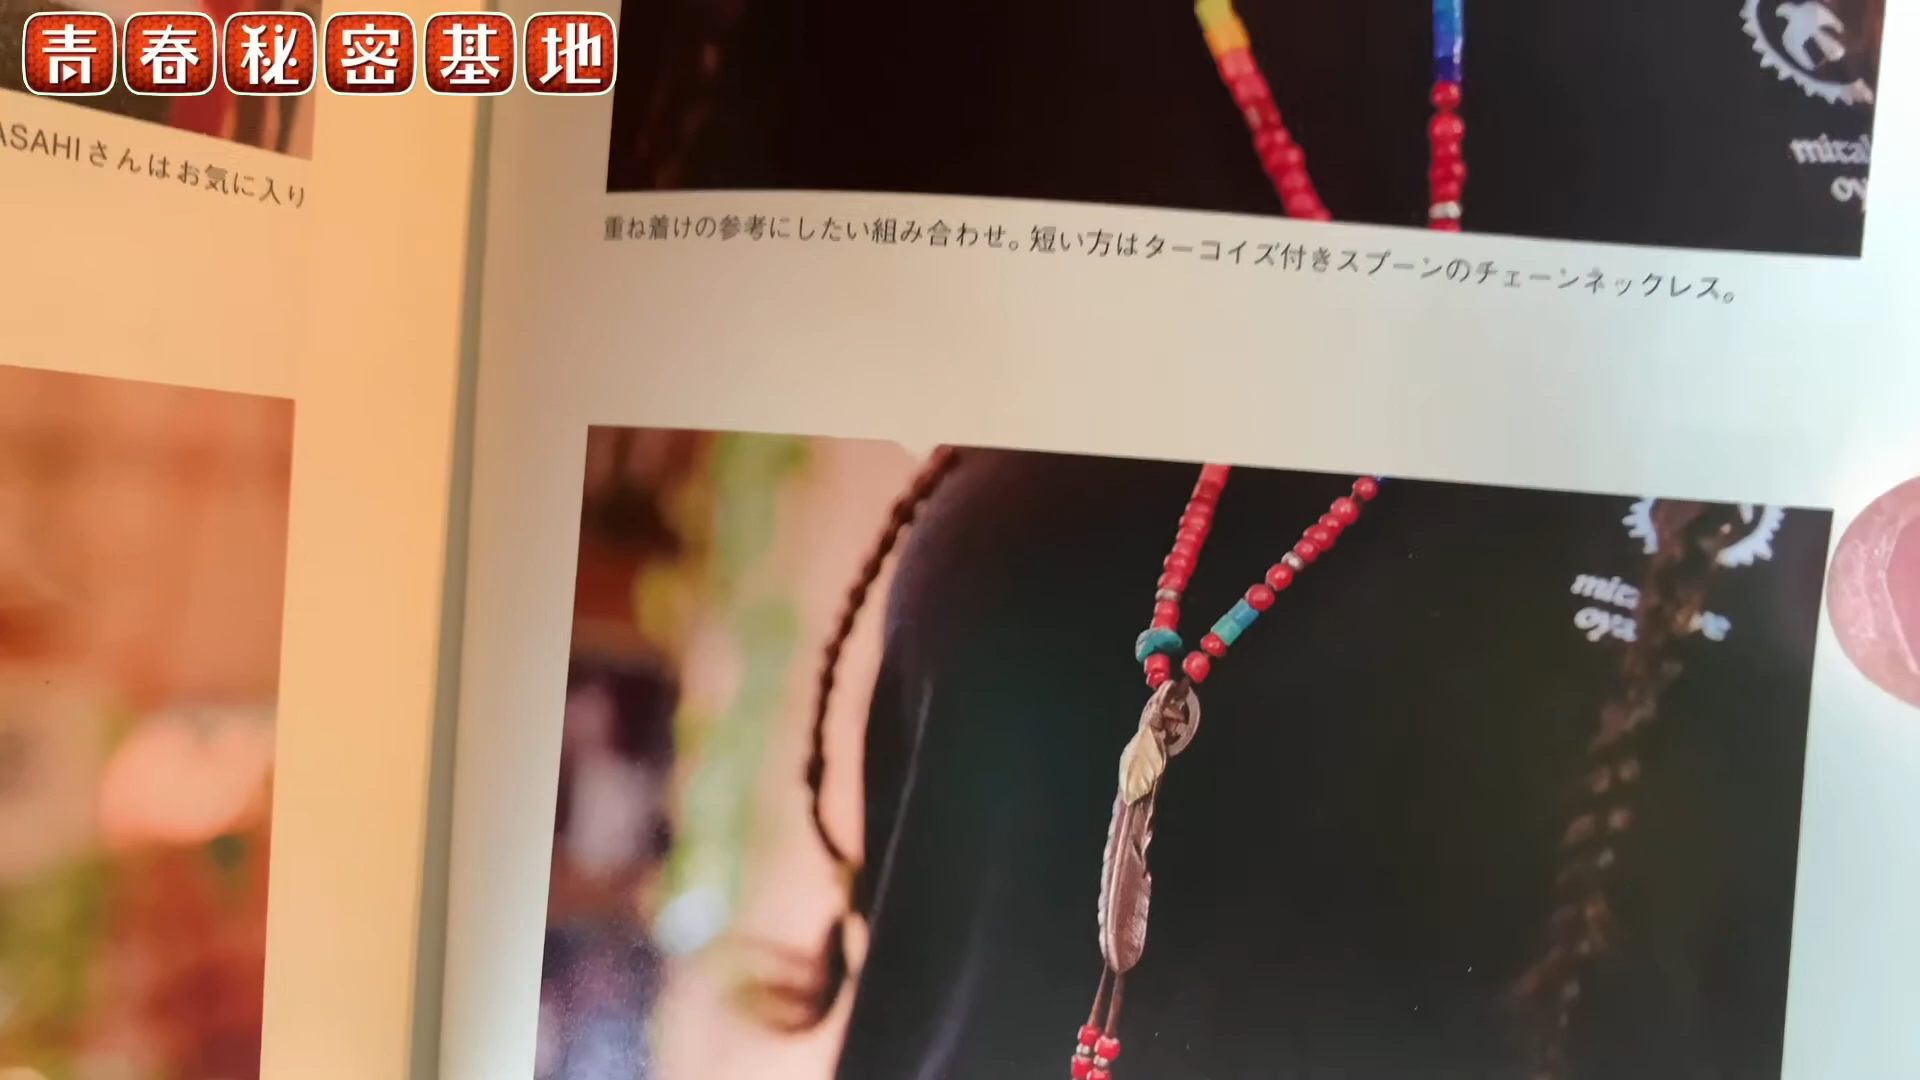 青春秘密基地
ASAHIさんはお気に入り
重ね着けの参考にしたい組み合わせ。短い方はターコイズ付きスプーンのチェーンネックレス。